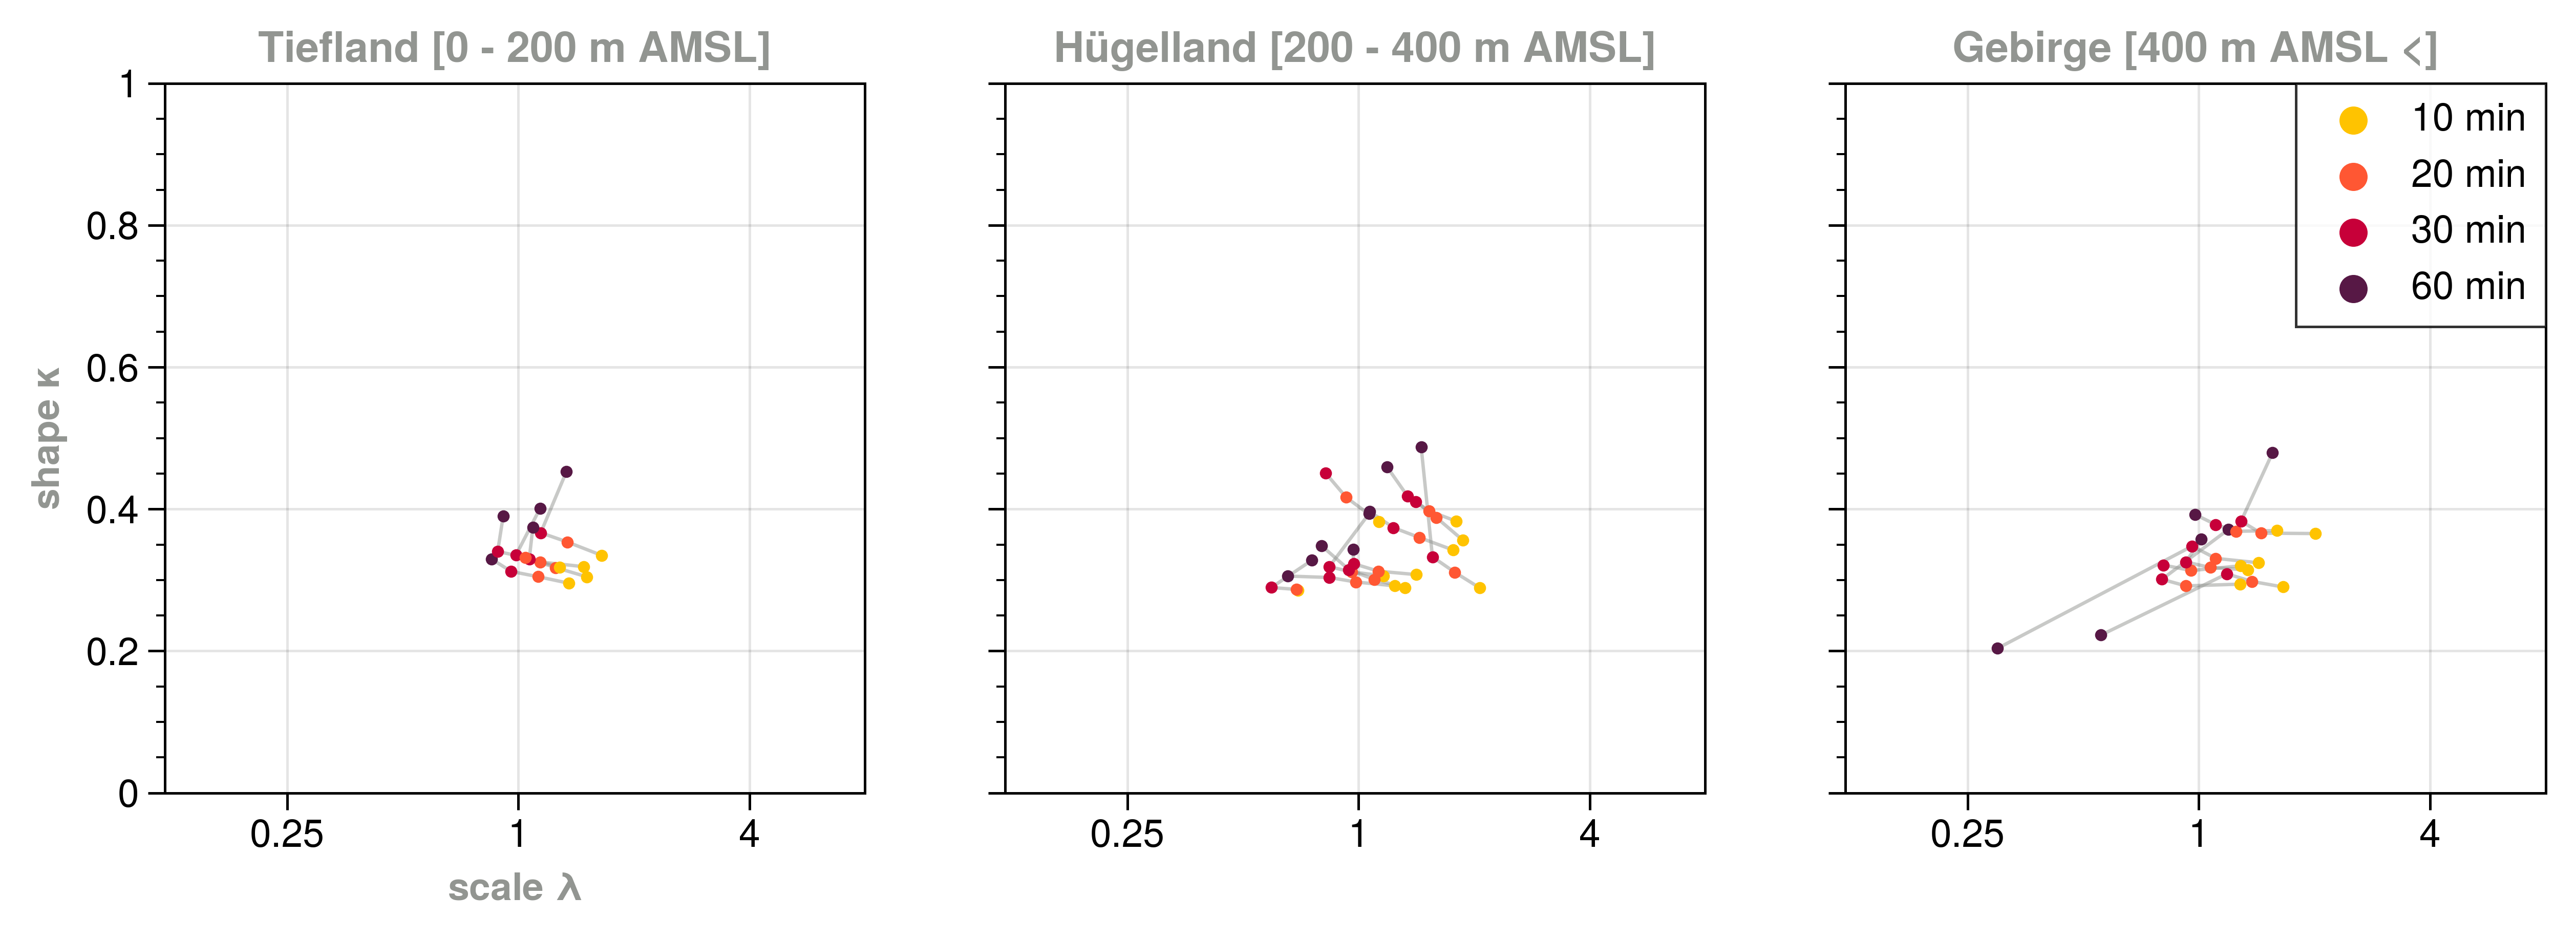 Tiefland [0 - 200 m AMSL]
Hügelland [200 - 400 m AMSL]
Gebirge [400 m AMSL <]
10 min
20 min
30 min
60 min
shape κ
1
0.8
0.6
0.4
0.2
0
0.25 1 4
0.25 1 4
0.25 1 4
scale λ